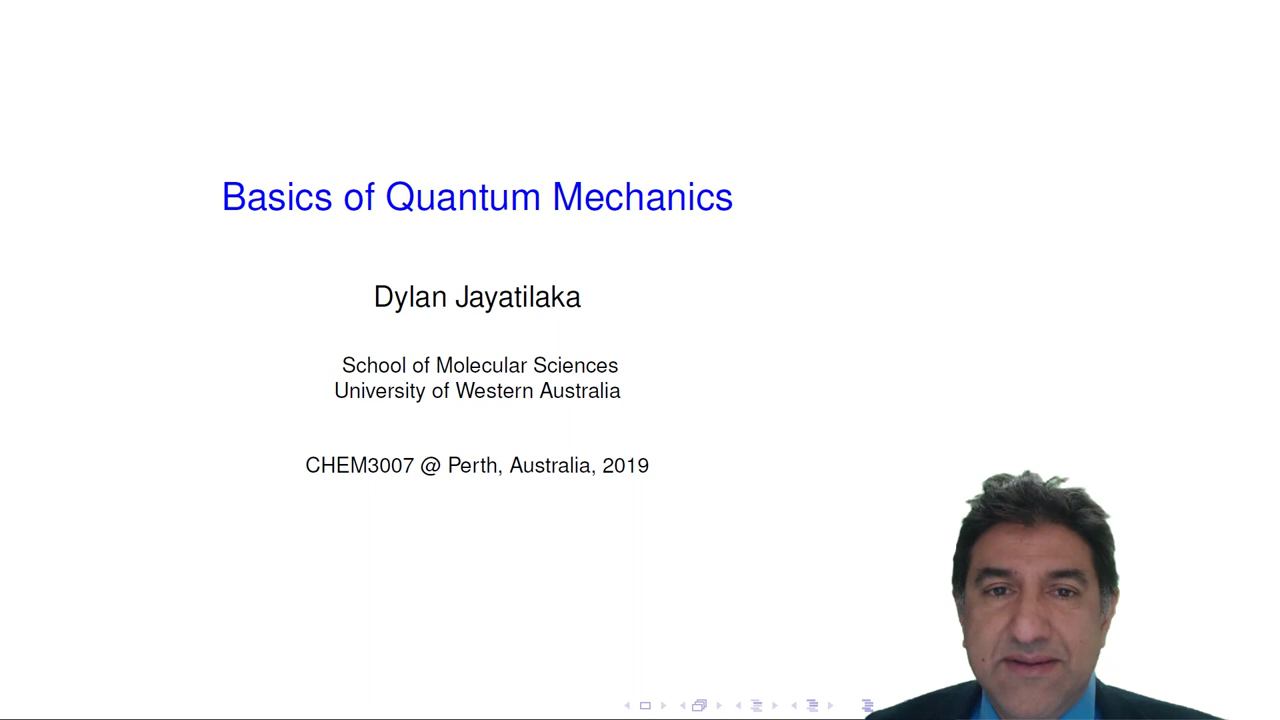 Basics of Quantum Mechanics
Dylan Jayatilaka
School of Molecular Sciences
University of Western Australia
CHEM3007 @ Perth, Australia, 2019